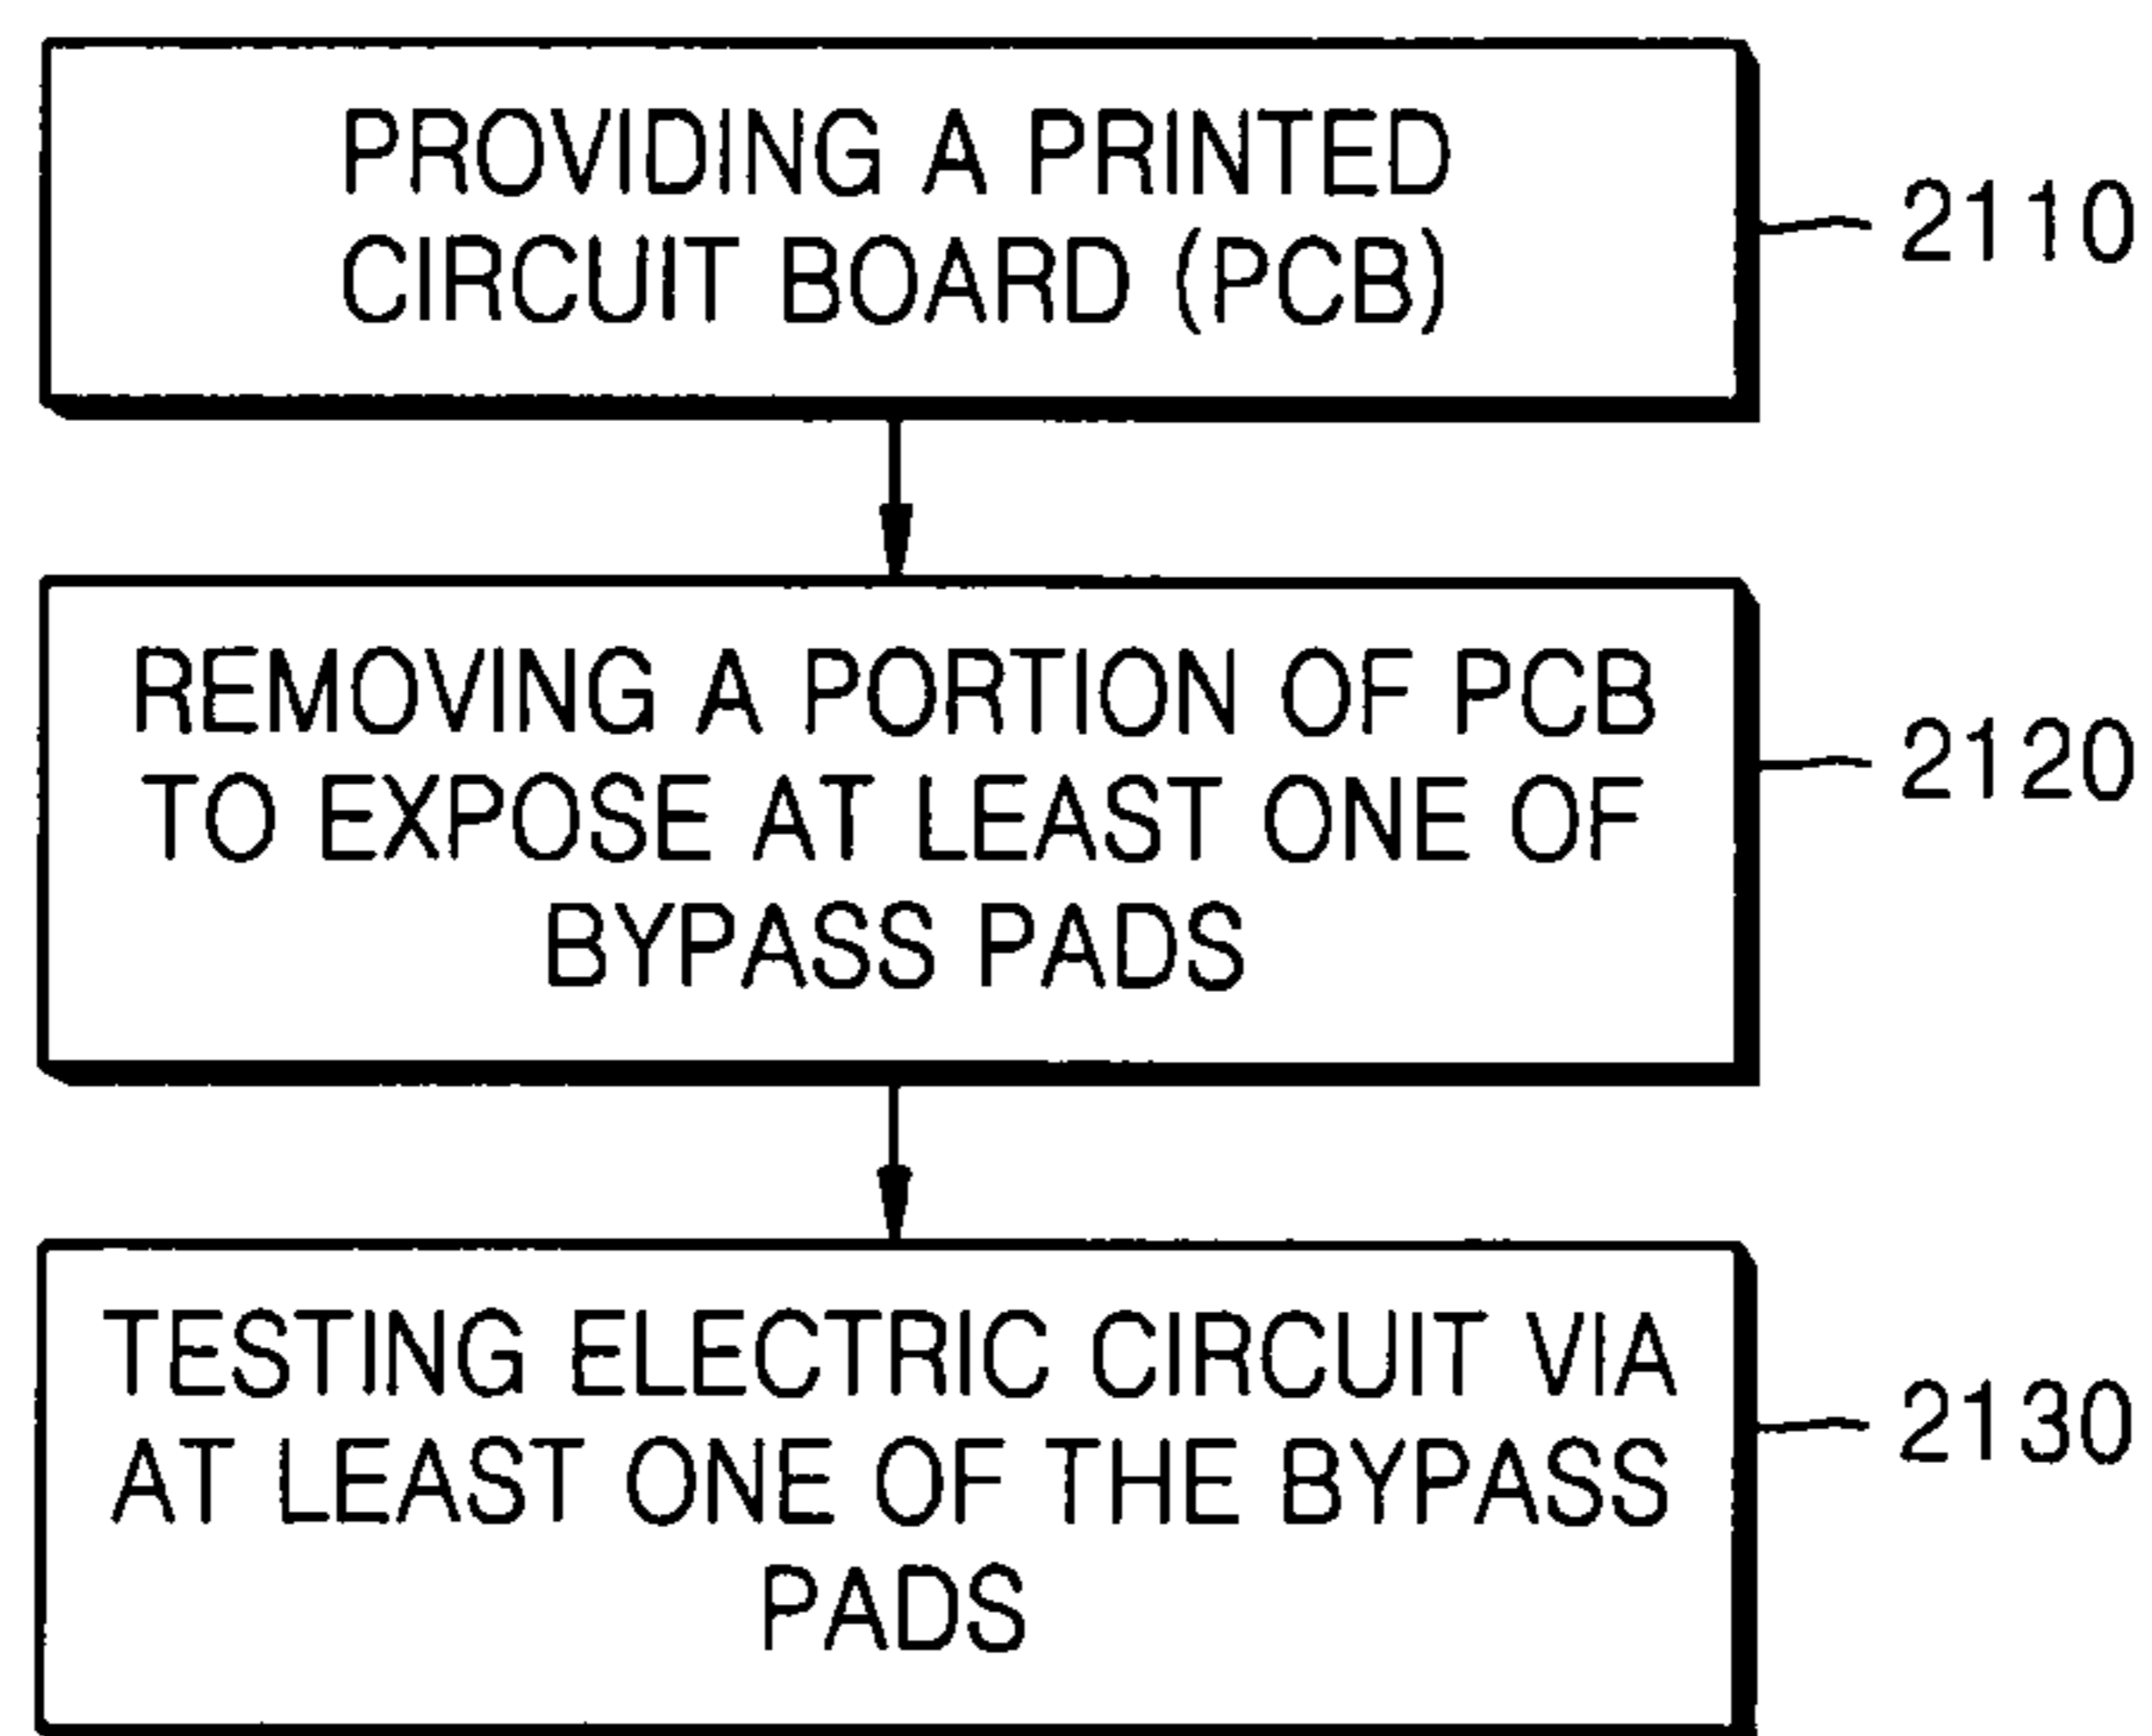 PROVIDING A PRINTED
CIRCUIT BOARD (PCB)
2110
REMOVING A PORTION OF PCB
TO EXPOSE AT LEAST ONE OF
BYPASS PADS
2120
TESTING ELECTRIC CIRCUIT VIA
AT LEAST ONE OF THE BYPASS
PADS
2130